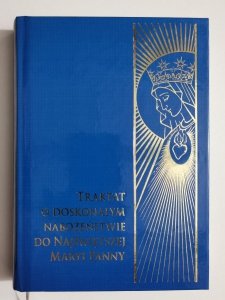 TRAKTAT
O DOSKONAŁYM
NABOŻEŃSTWIE
DO NAJŚWIĘTSZEJ
MARYI PANNY